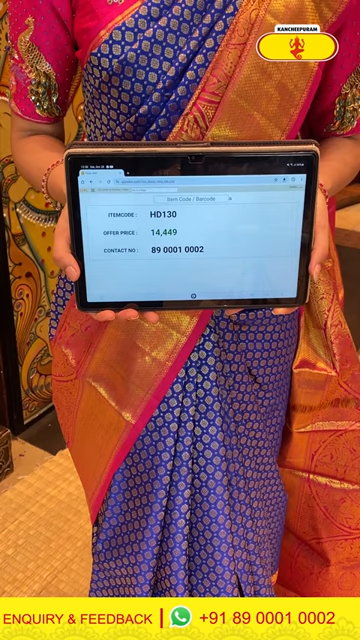 KANCHEEPURAM
Item Code / Barcode
ITEMCODE : HD130
OFFER PRICE : 14,449
CONTACT NO : 89 0001 0002
ENQUIRY & FEEDBACK | +91 89 0001 0002